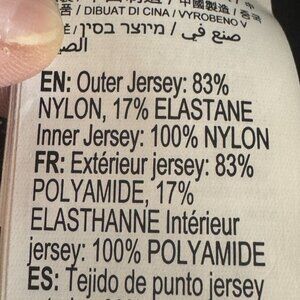 / DIBUAT DI CINA / VYROBENO V
صنع في / מיוצר בסין /
EN: Outer Jersey: 83%
NYLON, 17% ELASTANE
Inner Jersey: 100% NYLON
FR: Extérieur jersey: 83%
POLYAMIDE, 17%
ELASTHANNE Intérieur
jersey: 100% POLYAMIDE
ES: Tejido de punto jersey